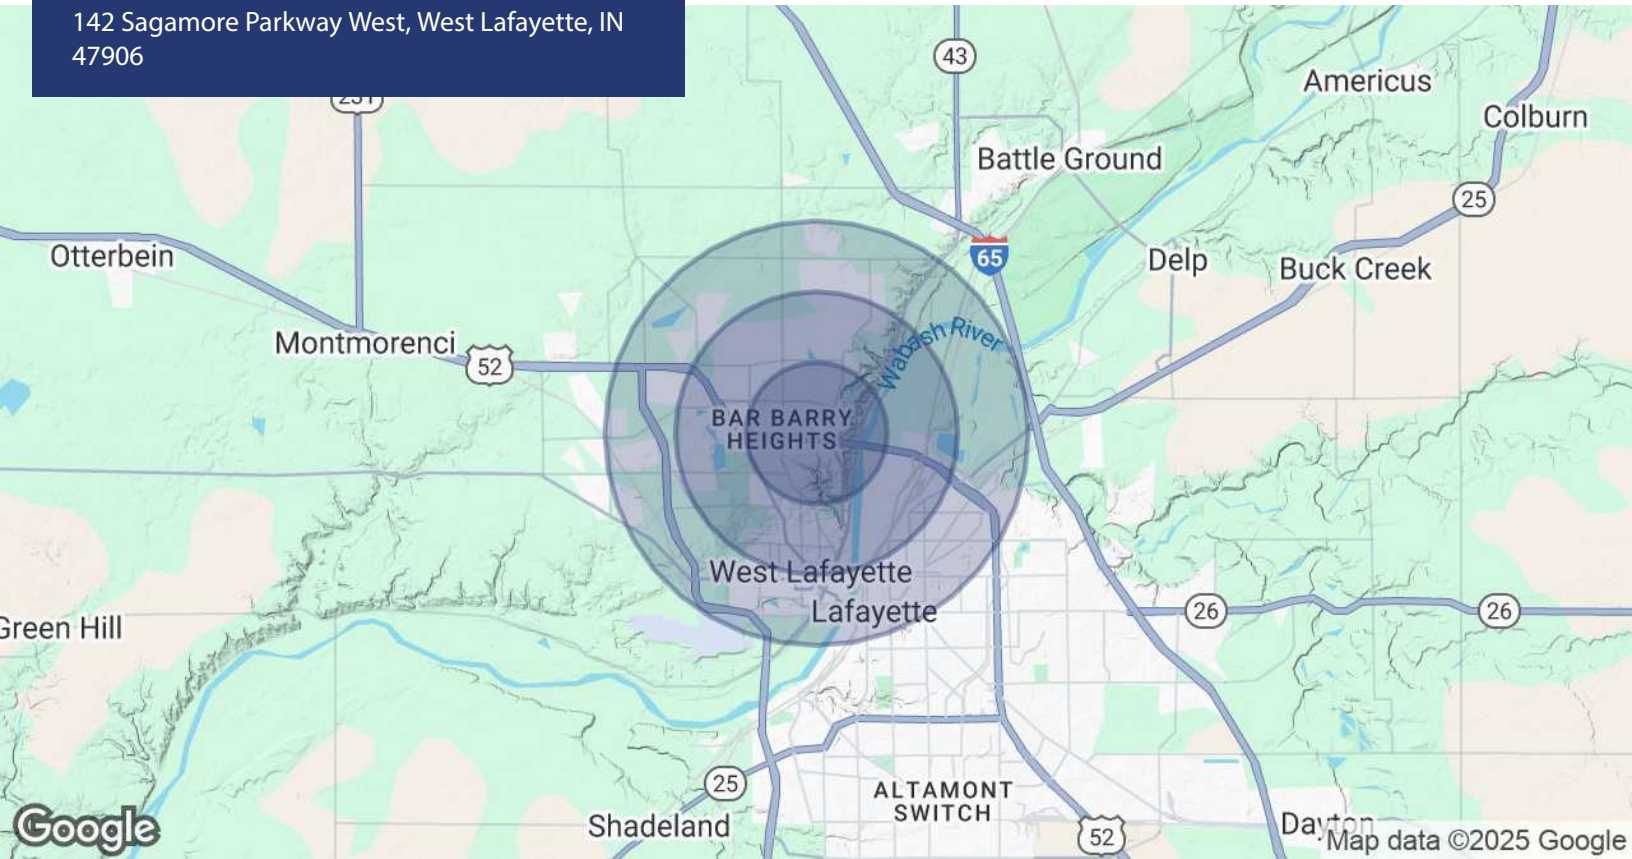 142 Sagamore Parkway West, West Lafayette, IN
47906
231
43
Americus
Colburn
Battle Ground
25
Otterbein
65
Delp
Buck Creek
Montmorenci
52
Wabash River
BAR BARRY
HEIGHTS
West Lafayette
Lafayette
26
26
Green Hill
25
ALTAMONT
SWITCH
Shadeland
52
Dayton
Google
Map data ©2025 Google